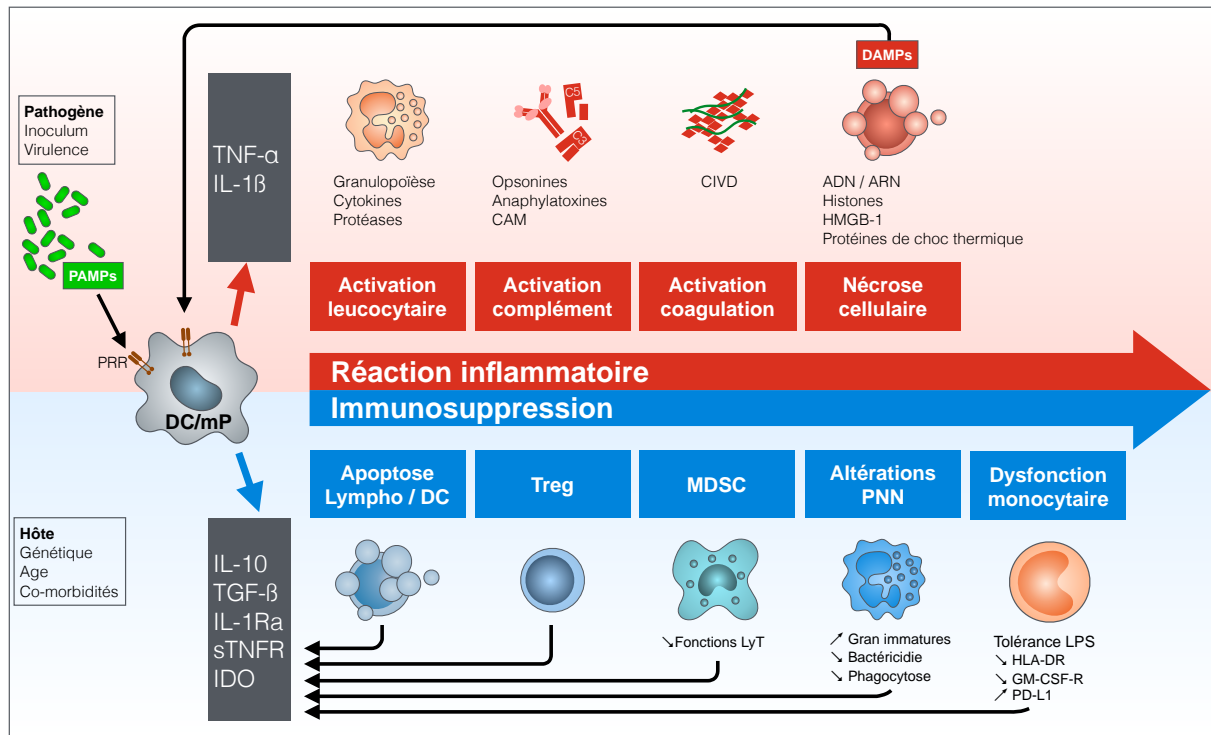 DAMPs
Pathogène
Inoculum
Virulence
PAMPs
PRR
DC/mP
TNF-α
IL-1ß
C5
C3
Granulopoïèse
Cytokines
Protéases
Opsonines
Anaphylatoxines
CAM
CIVD
ADN / ARN
Histones
HMGB-1
Protéines de choc thermique
Activation
leucocytaire
Activation
complément
Activation
coagulation
Nécrose
cellulaire
Réaction inflammatoire
Immunosuppression
Apoptose
Lympho / DC
Treg
MDSC
Altérations
PNN
Dysfonction
monocytaire
Hôte
Génétique
Age
Co-morbidités
IL-10
TGF-ß
IL-1Ra
sTNFR
IDO
↘Fonctions LyT
↗ Gran immatures
↘ Bactéricidie
↘ Phagocytose
Tolérance LPS
↘ HLA-DR
↘ GM-CSF-R
↗ PD-L1